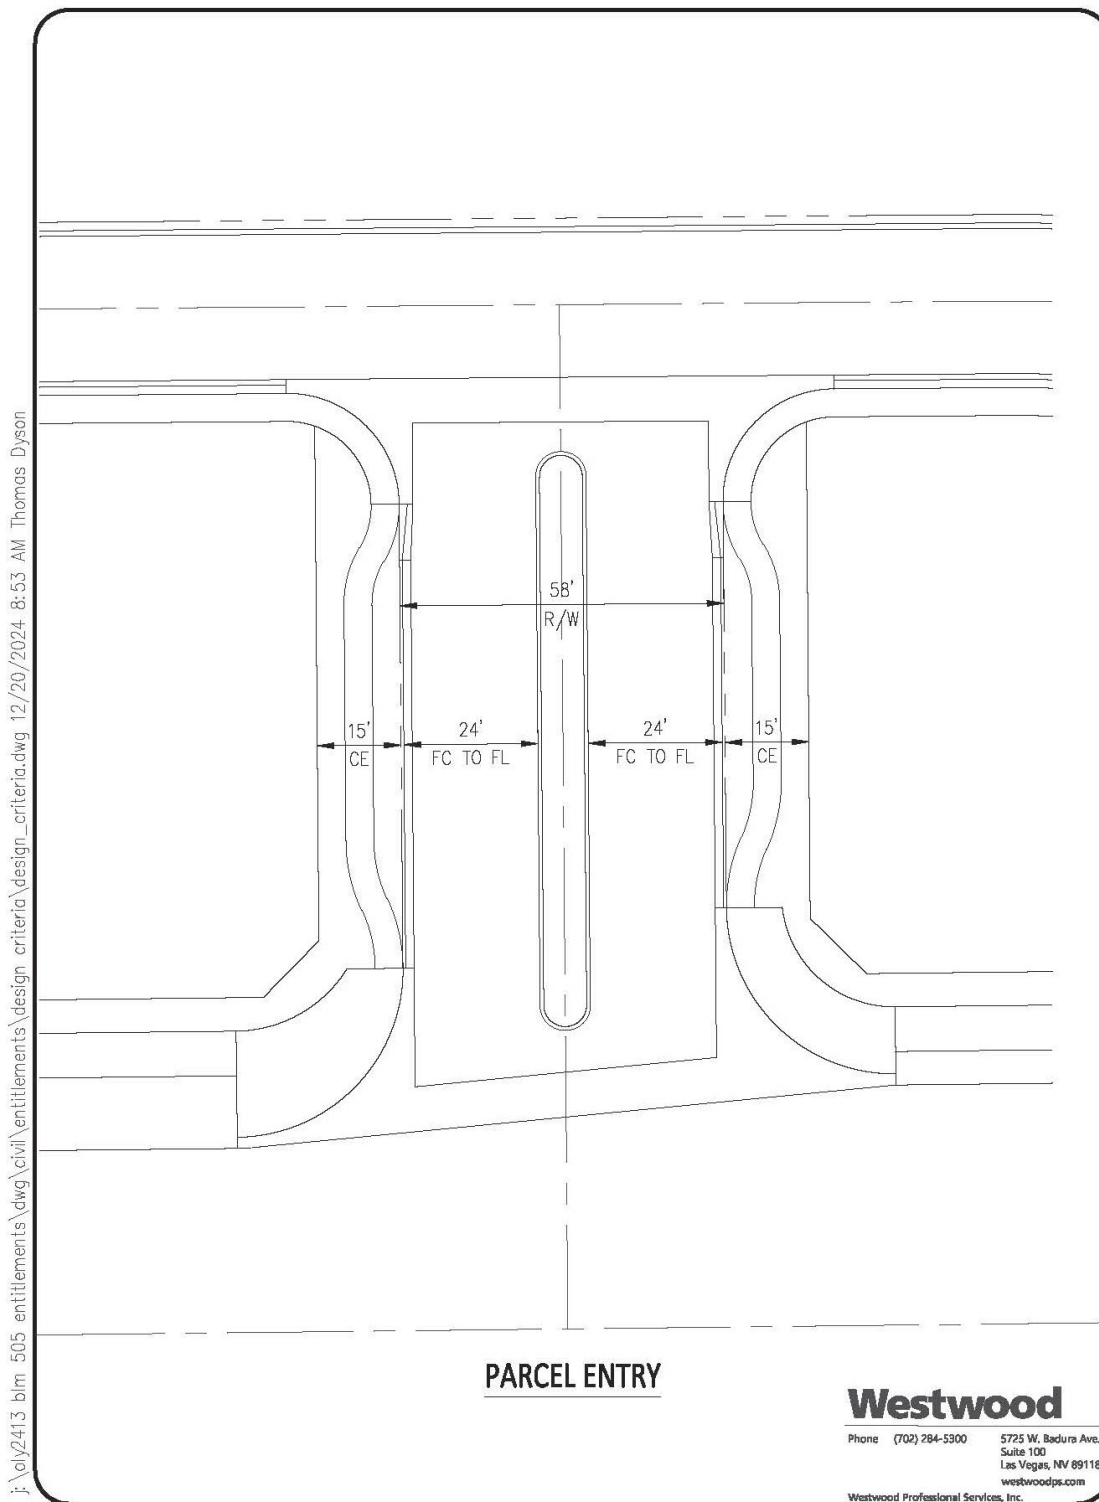 j:\oly2413 blm 505 entitlements\dwg\civil\entitlements\design criteria\design_criteria.dwg 12/20/2024 8:53 AM Thomas Dyson
58'
R/W
15' 24' 24' 15'
CE FC TO FL FC TO FL CE
PARCEL ENTRY
Westwood
Phone (702) 284-5300 5725 W. Badura Ave.
Suite 100
Las Vegas, NV 89118
westwoodps.com
Westwood Professional Services, Inc.